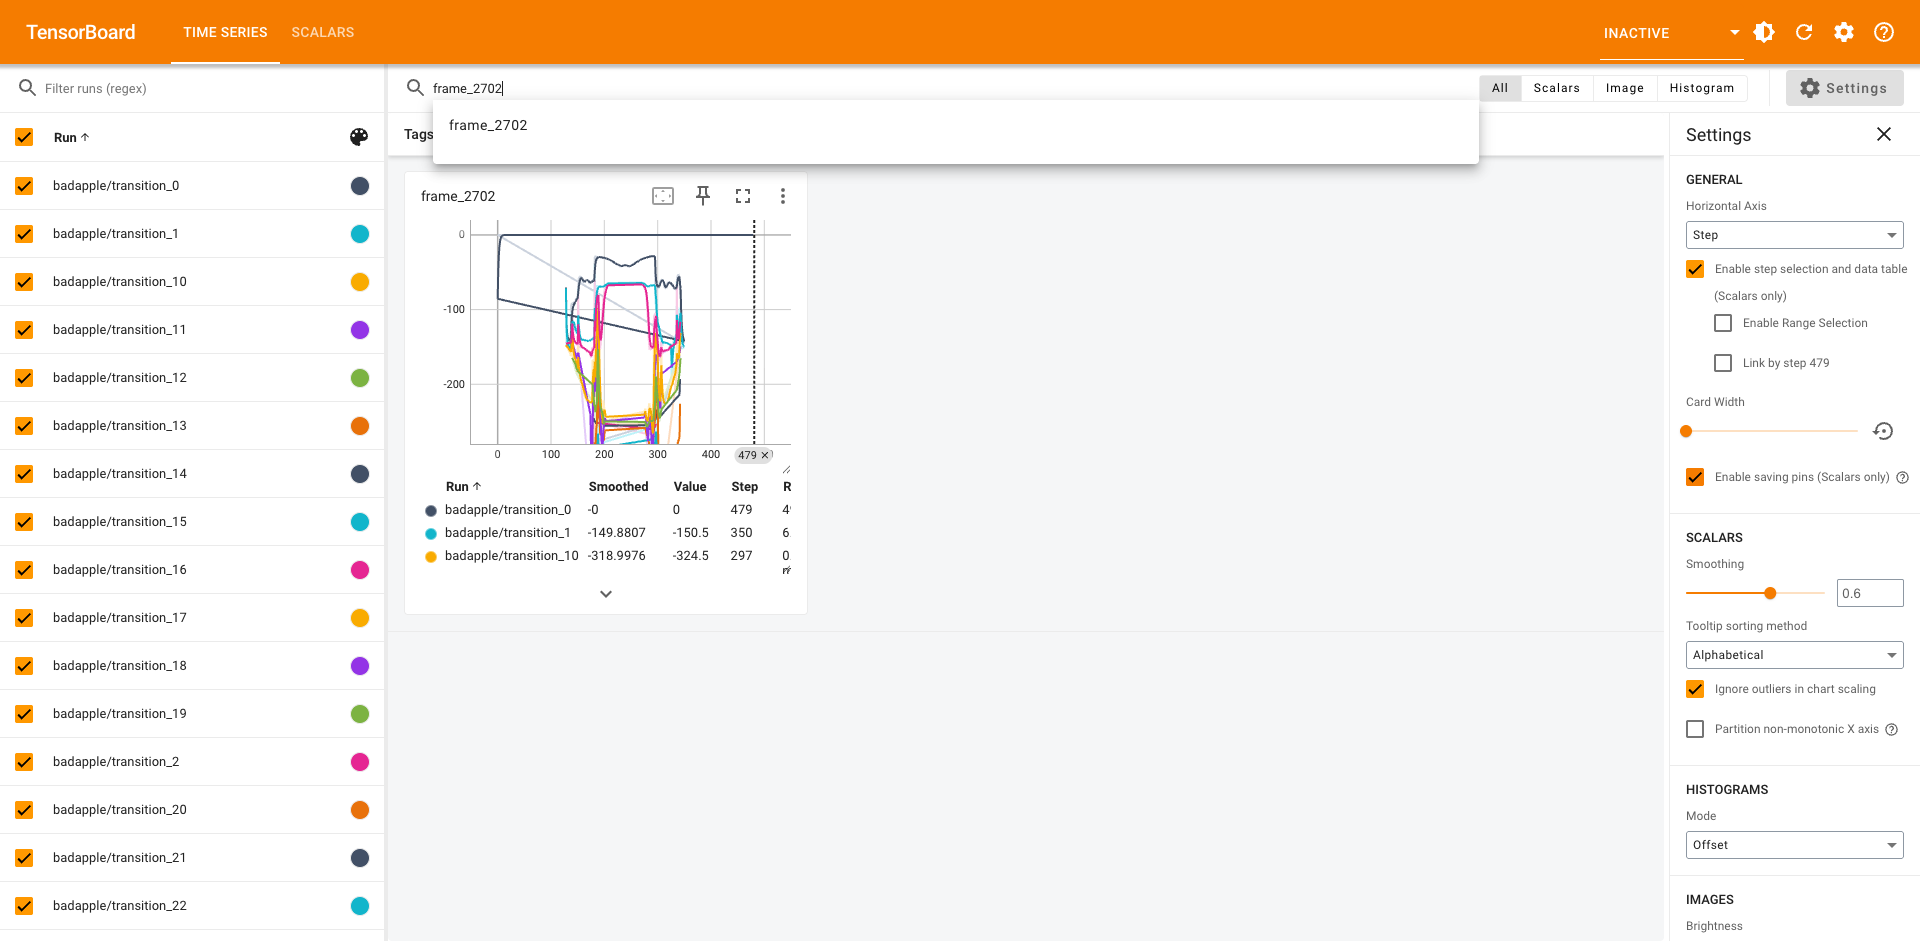 TensorBoard TIME SERIES SCALARS INACTIVE
Filter runs (regex)
frame_2702
All Scalars Image Histogram
Settings
frame_2702
Tags
Run
badapple/transition_0
badapple/transition_1
badapple/transition_10
badapple/transition_11
badapple/transition_12
badapple/transition_13
badapple/transition_14
badapple/transition_15
badapple/transition_16
badapple/transition_17
badapple/transition_18
badapple/transition_19
badapple/transition_2
badapple/transition_20
badapple/transition_21
badapple/transition_22
frame_2702
0
-100
-200
0 100 200 300 400 479
Run Smoothed Value Step R
badapple/transition_0 -0 0 479
badapple/transition_1 -149.8807 -150.5 350 6
badapple/transition_10 -318.9976 -324.5 297 0
Settings
GENERAL
Horizontal Axis
Step
Enable step selection and data table
(Scalars only)
Enable Range Selection
Link by step 479
Card Width
Enable saving pins (Scalars only)
SCALARS
Smoothing
0.6
Tooltip sorting method
Alphabetical
Ignore outliers in chart scaling
Partition non-monotonic X axis
HISTOGRAMS
Mode
Offset
IMAGES
Brightness